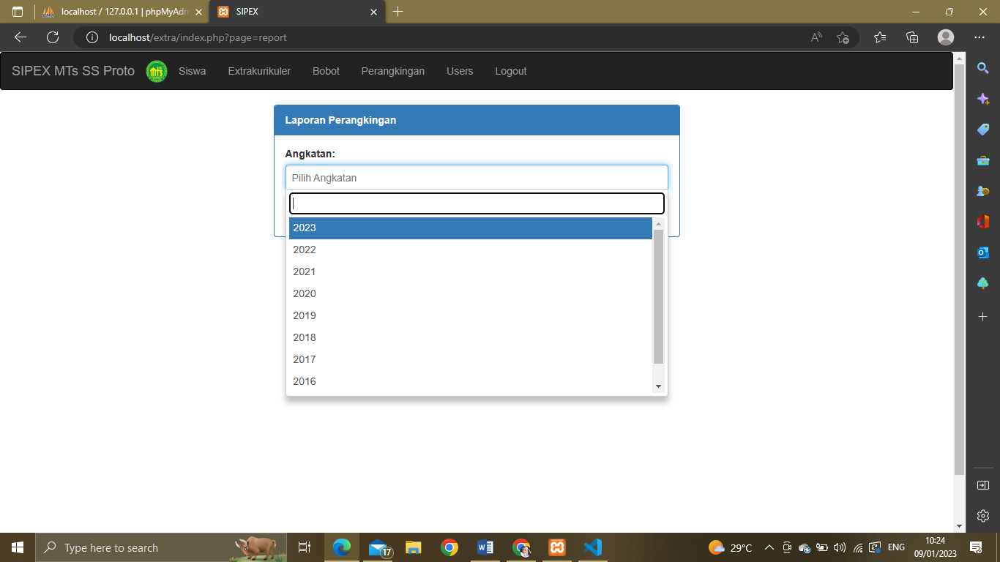 localhost / 127.0.0.1 | phpMyAdm
SIPEX
localhost/extra/index.php?page=report
SIPEX MTs SS Proto
Siswa
Extrakurikuler
Bobot
Perangkingan
Users
Logout
Laporan Perangkingan
Angkatan:
Pilih Angkatan
2023
2022
2021
2020
2019
2018
2017
2016
Type here to search
17
29°C
ENG
10:24
09/01/2023